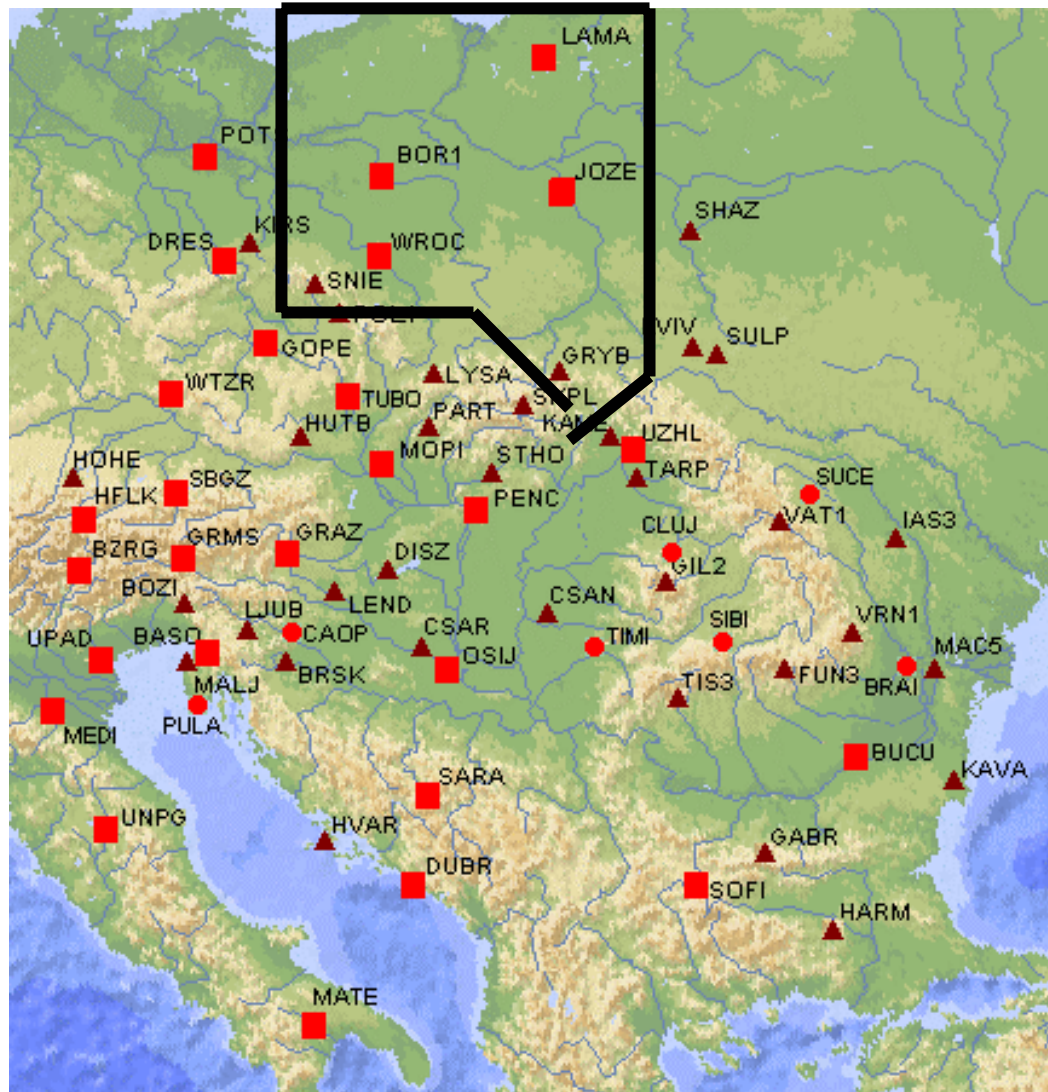 LAMA
POT
BOR1
JOZE
SHAZ
KIRS
DRES
WROC
SNIE
VIV
SULP
GOPE
GRYB
LYSA
WTZR
TUBO
PART
HUTB
UZHL
MOPI
STHO
HOHE
SBGZ
TARP
SUCE
HFLK
PENC
VAT1
IAS3
CLUJ
GRMS
GRAZ
BZRG
DISZ
GIL2
BOZI
LEND
CSAN
LJUB
VRN1
SIBI
UPAD
BASO
CAOP
CSAR
TIMI
OSIJ
MAC5
MALJ
BRSK
FUN3
BRAI
TIS3
MEDI
PULA
BUCU
SARA
KAVA
UNPG
HVAR
GABR
DUBR
SOFI
HARM
MATE